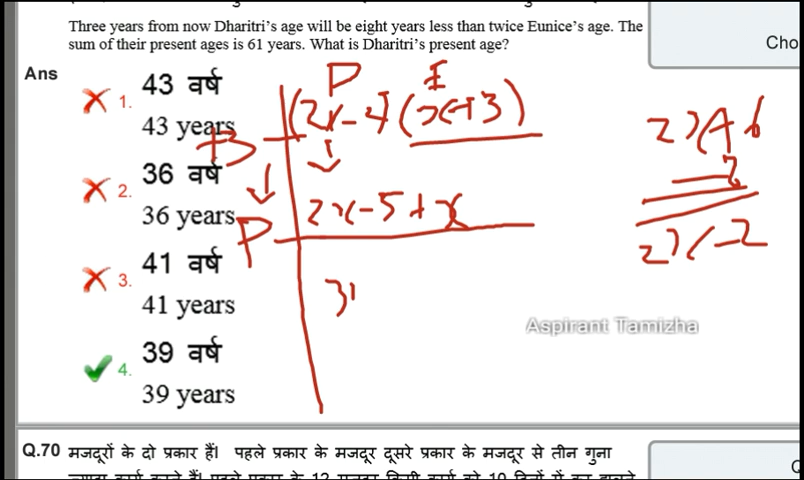 Three years from now Dharitri's age will be eight years less than twice Eunice's age. The
sum of their present ages is 61 years. What is Dharitri's present age?
Cho
Ans
1. 43 वर्ष
43 years
2. 36 वर्ष
36 years
3. 41 वर्ष
41 years
4. 39 वर्ष
39 years
(x+3)
2x-5+x
P
2x-2
Aspirant Tamizha
Q.70 मजदूरों के दो प्रकार हैं। पहले प्रकार के मजदूर दूसरे प्रकार के मजदूर से तीन गुना